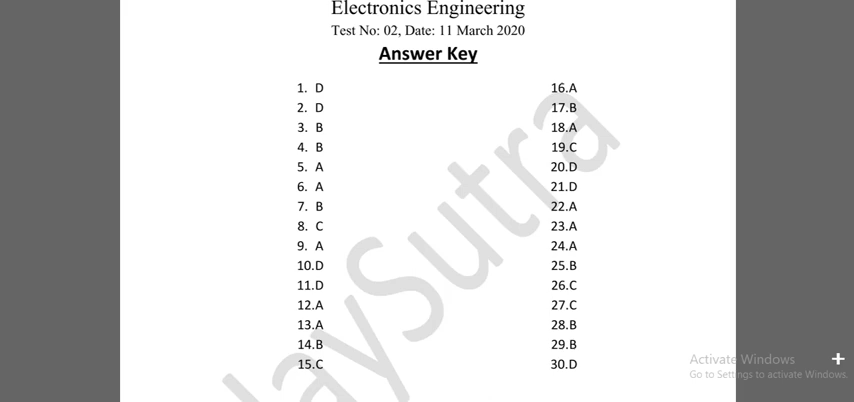 Electronics Engineering
Test No: 02, Date: 11 March 2020
Answer Key
1. D
2. D
3. B
4. B
5. A
6. A
7. B
8. C
9. A
10.D
11.D
12.A
13.A
14.B
15.C
16.A
17.B
18.A
19.C
20.D
21.D
22.A
23.A
24.A
25.B
26.C
27.C
28.B
29.B
30.D
aySutra
Activate Windows
Go to Settings to activate Windows.